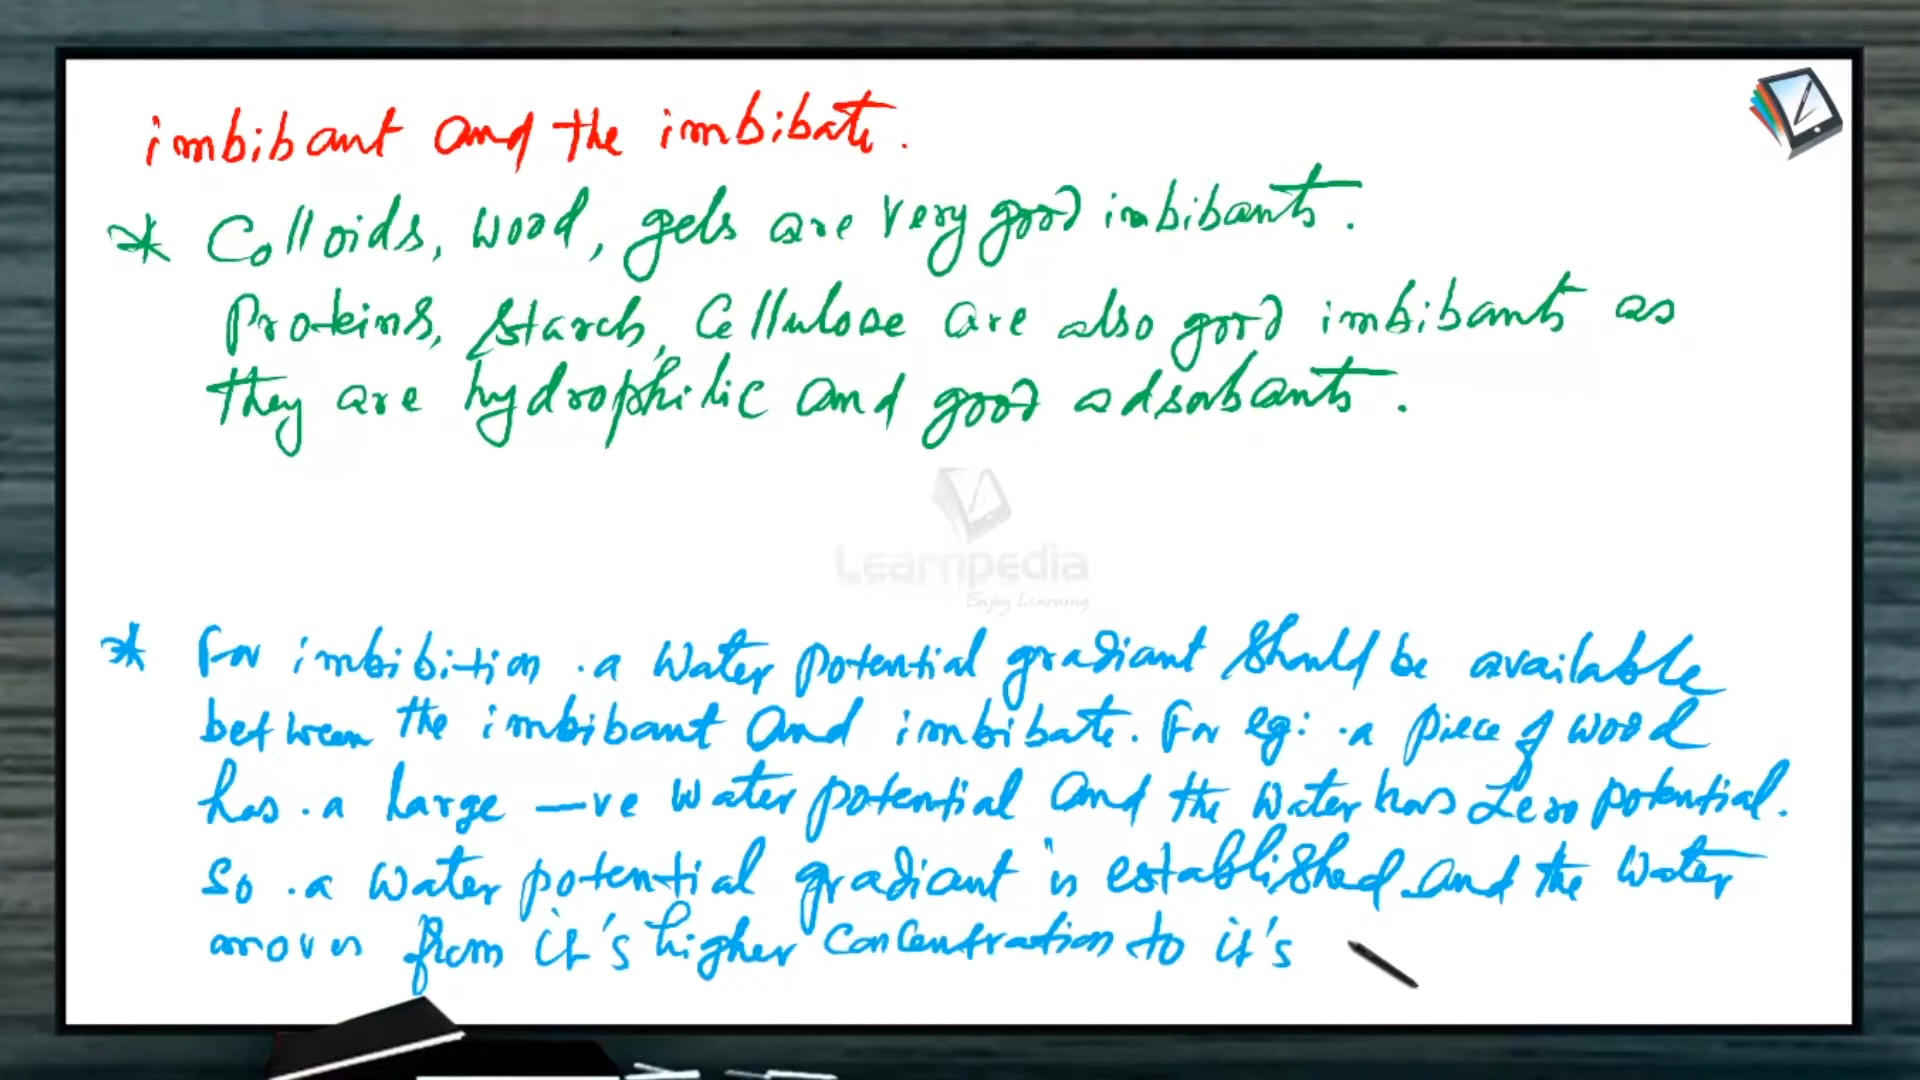 imbibant and the imbibate.
* Colloids, wood, gels are very good imbibants.
Proteins, starch, Cellulose are also good imbibants as
they are hydrophilic and good adsorbants.
Learnpedia
Enjoy Learning
* For imbibition a water potential gradiant should be available
between the imbibant and imbibate. For eg: a piece of wood
has a large -ve water potential and the water has zero potential.
So a water potential gradiant is established and the water
moves from it's higher concentration to it's